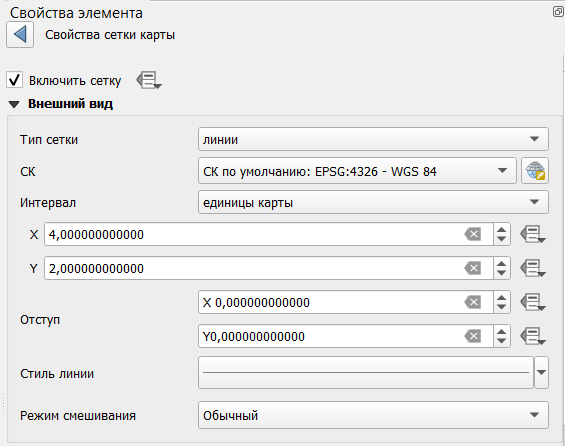 Свойства элемента
Свойства сетки карты
Включить сетку
Внешний вид
Тип сетки линии
СК СК по умолчанию: EPSG:4326 - WGS 84
Интервал единицы карты
X 4,000000000000
Y 2,000000000000
Отступ
X 0,000000000000
Y0,000000000000
Стиль линии
Режим смешивания Обычный